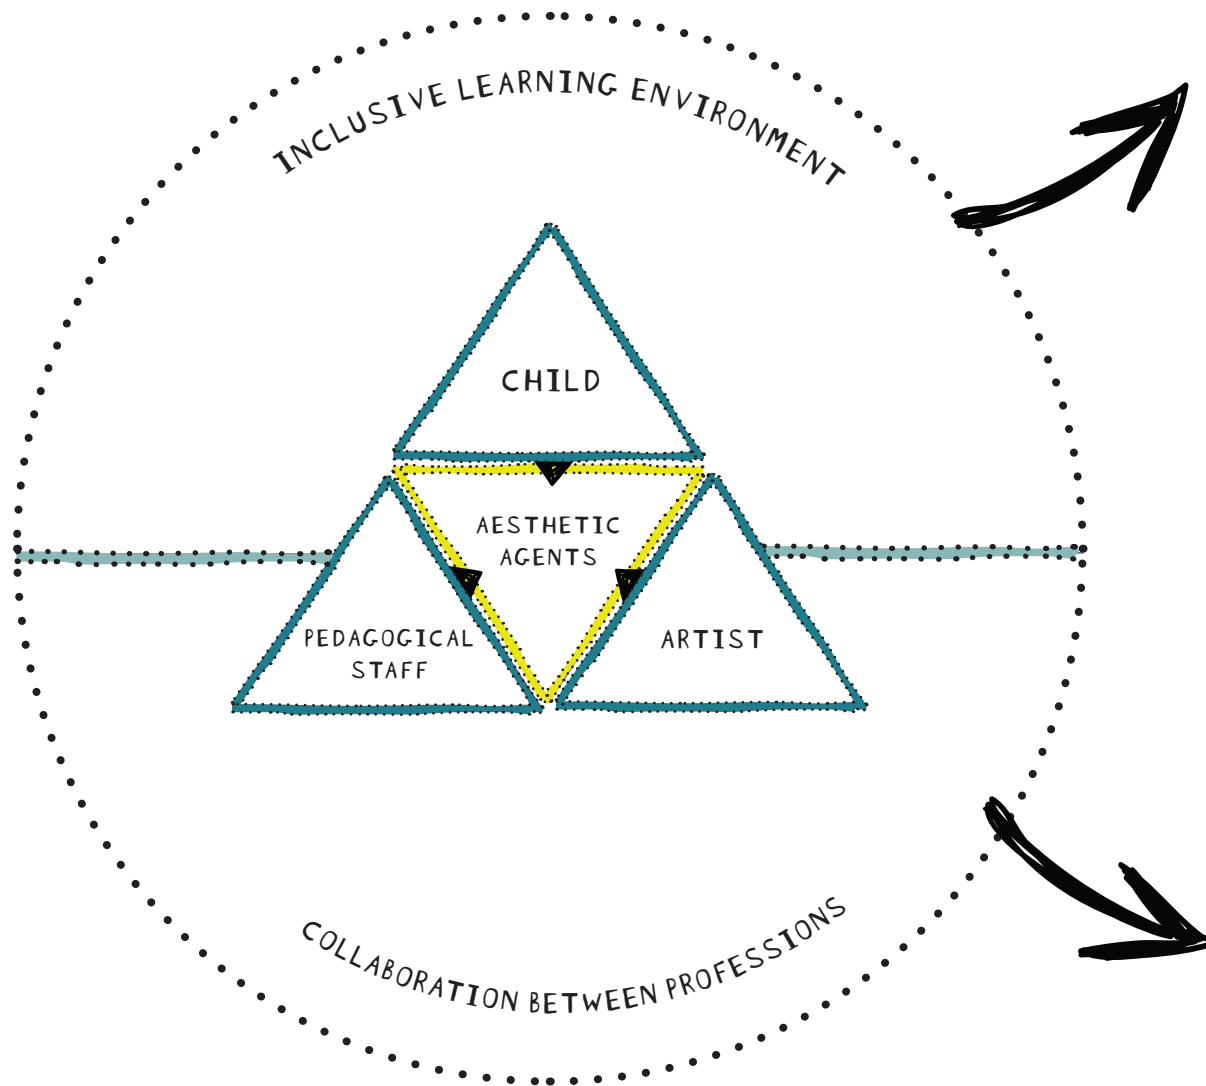 INCLUSIVE LEARNING ENVIRONMENT
CHILD
AESTHETIC
AGENTS
PEDAGOGICAL
STAFF
ARTIST
COLLABORATION BETWEEN PROFESSIONS